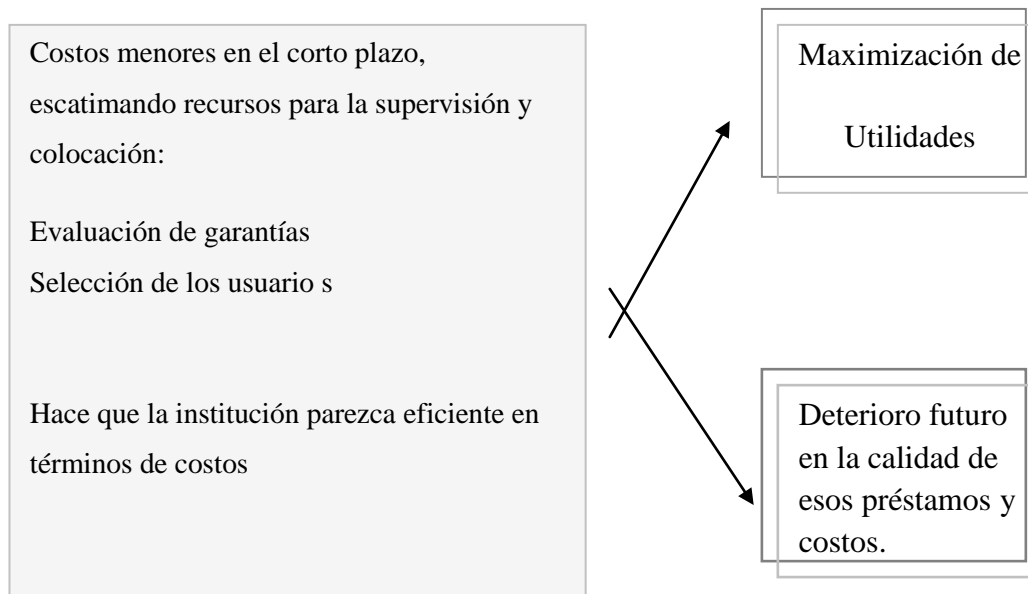 Costos menores en el corto plazo,
escatimando recursos para la supervisión y
colocación:
Evaluación de garantías
Selección de los usuario s
Hace que la institución parezca eficiente en
términos de costos
Maximización de
Utilidades
Deterioro futuro
en la calidad de
esos préstamos y
costos.